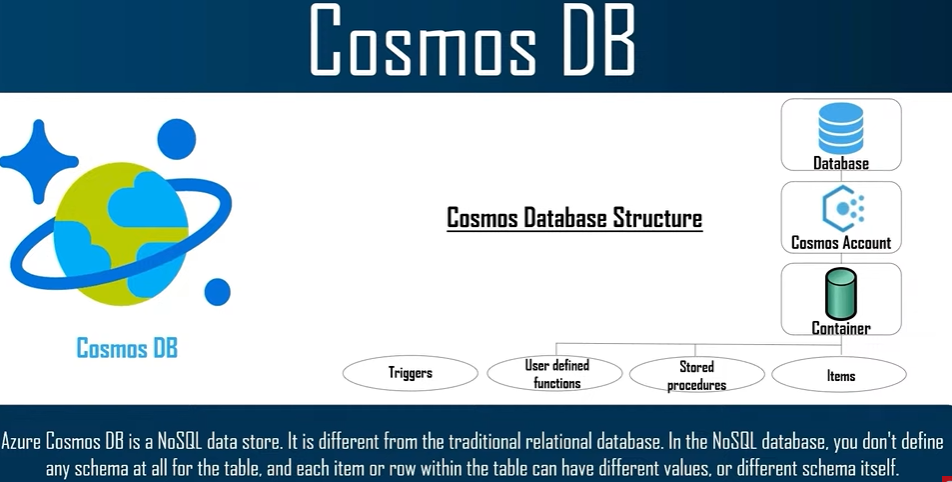 Cosmos DB
Cosmos Database Structure
Database
Cosmos Account
Container
Cosmos DB
Triggers
User defined
functions
Stored
procedures
Items
Azure Cosmos DB is a NoSQL data store. It is different from the traditional relational database. In the NoSQL database, you don't define
any schema at all for the table, and each item or row within the table can have different values, or different schema itself.